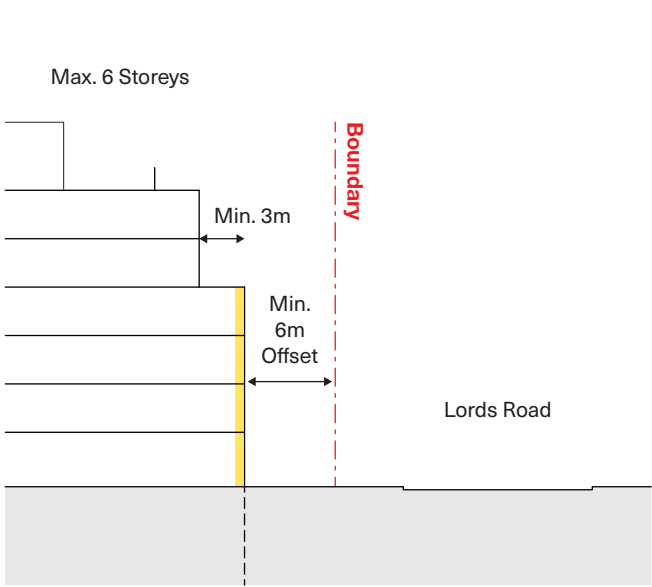 Max. 6 Storeys
Boundary
Min. 3m
Min.
6m
Offset
Lords Road